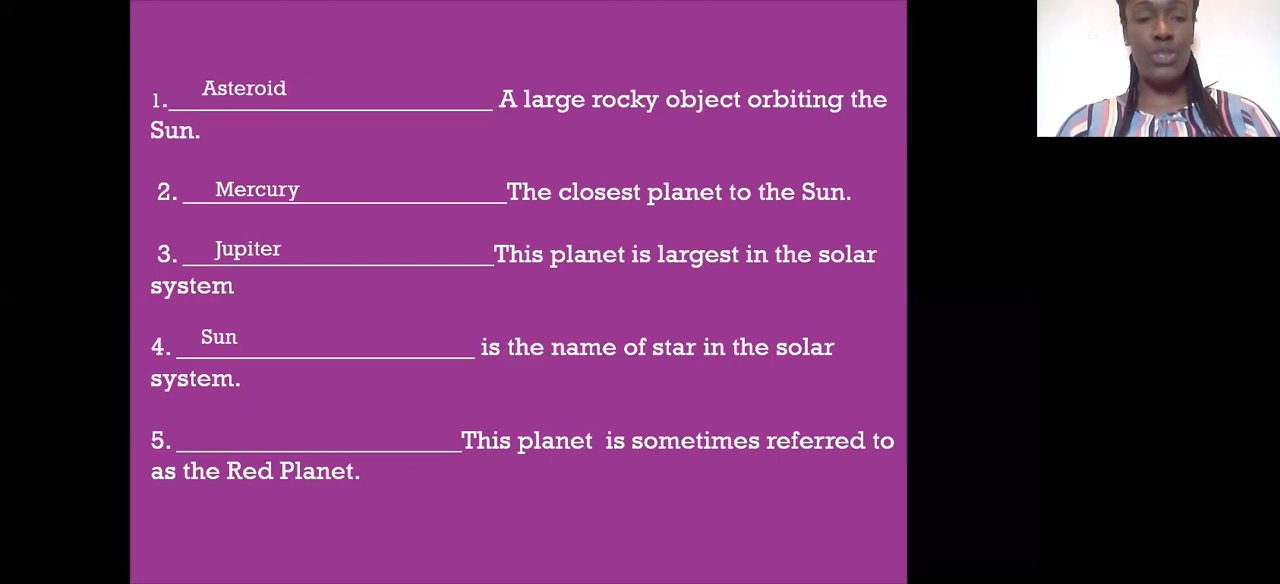 1. Asteroid A large rocky object orbiting the
Sun.
2. Mercury The closest planet to the Sun.
3. Jupiter This planet is largest in the solar
system
4. Sun is the name of star in the solar
system.
5. This planet is sometimes referred to
as the Red Planet.